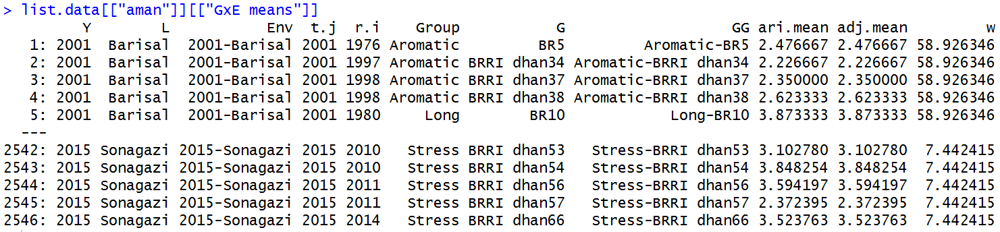 > list.data[["aman"]][["GxE means"]]
Y L Env t.j r.i Group G GG ari.mean adj.mean w
1: 2001 Barisal 2001-Barisal 2001 1976 Aromatic BR5 Aromatic-BR5 2.476667 2.476667 58.926346
2: 2001 Barisal 2001-Barisal 2001 1997 Aromatic BRRI dhan34 Aromatic-BRRI dhan34 2.226667 2.226667 58.926346
3: 2001 Barisal 2001-Barisal 2001 1998 Aromatic BRRI dhan37 Aromatic-BRRI dhan37 2.350000 2.350000 58.926346
4: 2001 Barisal 2001-Barisal 2001 1998 Aromatic BRRI dhan38 Aromatic-BRRI dhan38 2.623333 2.623333 58.926346
5: 2001 Barisal 2001-Barisal 2001 1980 Long BR10 Long-BR10 3.873333 3.873333 58.926346
---
2542: 2015 Sonagazi 2015-Sonagazi 2015 2010 Stress BRRI dhan53 Stress-BRRI dhan53 3.102780 3.102780 7.442415
2543: 2015 Sonagazi 2015-Sonagazi 2015 2010 Stress BRRI dhan54 Stress-BRRI dhan54 3.848254 3.848254 7.442415
2544: 2015 Sonagazi 2015-Sonagazi 2015 2011 Stress BRRI dhan56 Stress-BRRI dhan56 3.594197 3.594197 7.442415
2545: 2015 Sonagazi 2015-Sonagazi 2015 2011 Stress BRRI dhan57 Stress-BRRI dhan57 2.372395 2.372395 7.442415
2546: 2015 Sonagazi 2015-Sonagazi 2015 2014 Stress BRRI dhan66 Stress-BRRI dhan66 3.523763 3.523763 7.442415